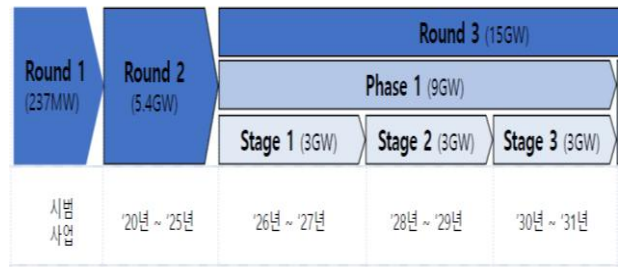 Round 3 (15GW)
Round 1
(237MW)
Round 2
(5.4GW)
Phase 1 (9GW)
Stage 1 (3GW)
Stage 2 (3GW)
Stage 3 (3GW)
시범
사업
'20년 ~ '25년
'26년 ~ '27년
'28년 ~ '29년
'30년 ~ '31년